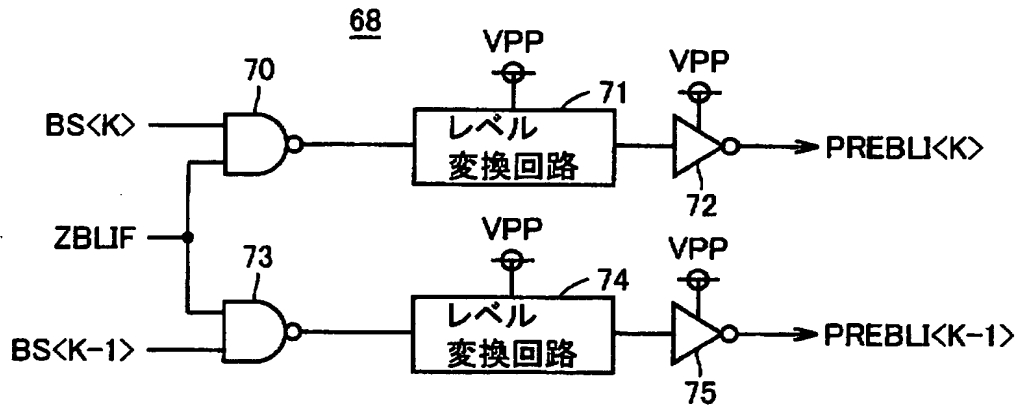 68
VPP
VPP
70
71
BS<K>
レベル
変換回路
PREBLI<K>
72
ZBLIF
VPP
VPP
73
74
レベル
変換回路
BS<K-1>
PREBLI<K-1>
75